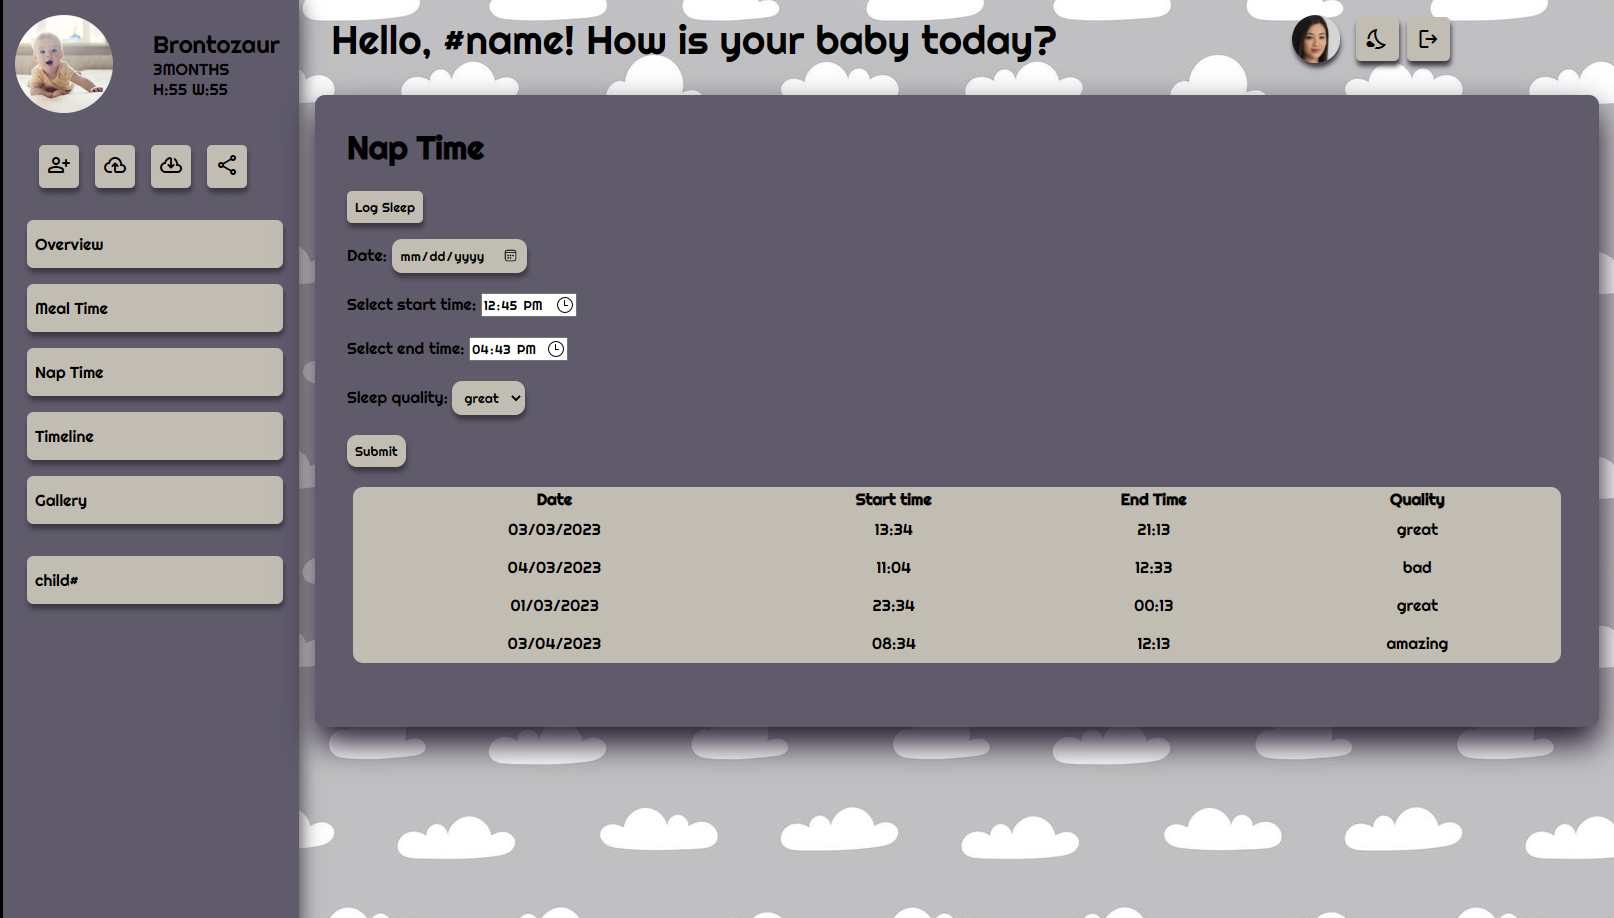 Brontozaur
3MONTHS
H:55 W:55
Overview
Meal Time
Nap Time
Timeline
Gallery
child#
Hello, #name! How is your baby today?
Nap Time
Log Sleep
Date: mm/dd/yyyy
Select start time: 12:45 PM
Select end time: 04:43 PM
Sleep quality: great
Submit
Date Start time End Time Quality
03/03/2023 13:34 21:13 great
04/03/2023 11:04 12:33 bad
01/03/2023 23:34 00:13 great
03/04/2023 08:34 12:13 amazing